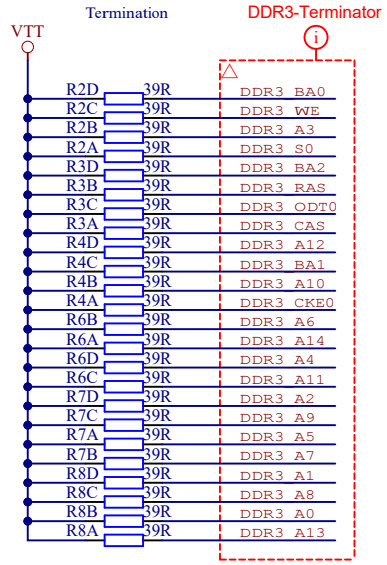 Termination DDR3-Terminator
VTT
i
R2D 39R DDR3_BA0
R2C 39R DDR3_WE
R2B 39R DDR3_A3
R2A 39R DDR3_S0
R3D 39R DDR3_BA2
R3B 39R DDR3_RAS
R3C 39R DDR3_ODT0
R3A 39R DDR3_CAS
R4D 39R DDR3_A12
R4C 39R DDR3_BA1
R4B 39R DDR3_A10
R4A 39R DDR3_CKE0
R6B 39R DDR3_A6
R6A 39R DDR3_A14
R6D 39R DDR3_A4
R6C 39R DDR3_A11
R7D 39R DDR3_A2
R7C 39R DDR3_A9
R7A 39R DDR3_A5
R7B 39R DDR3_A7
R8D 39R DDR3_A1
R8C 39R DDR3_A8
R8B 39R DDR3_A0
R8A 39R DDR3_A13